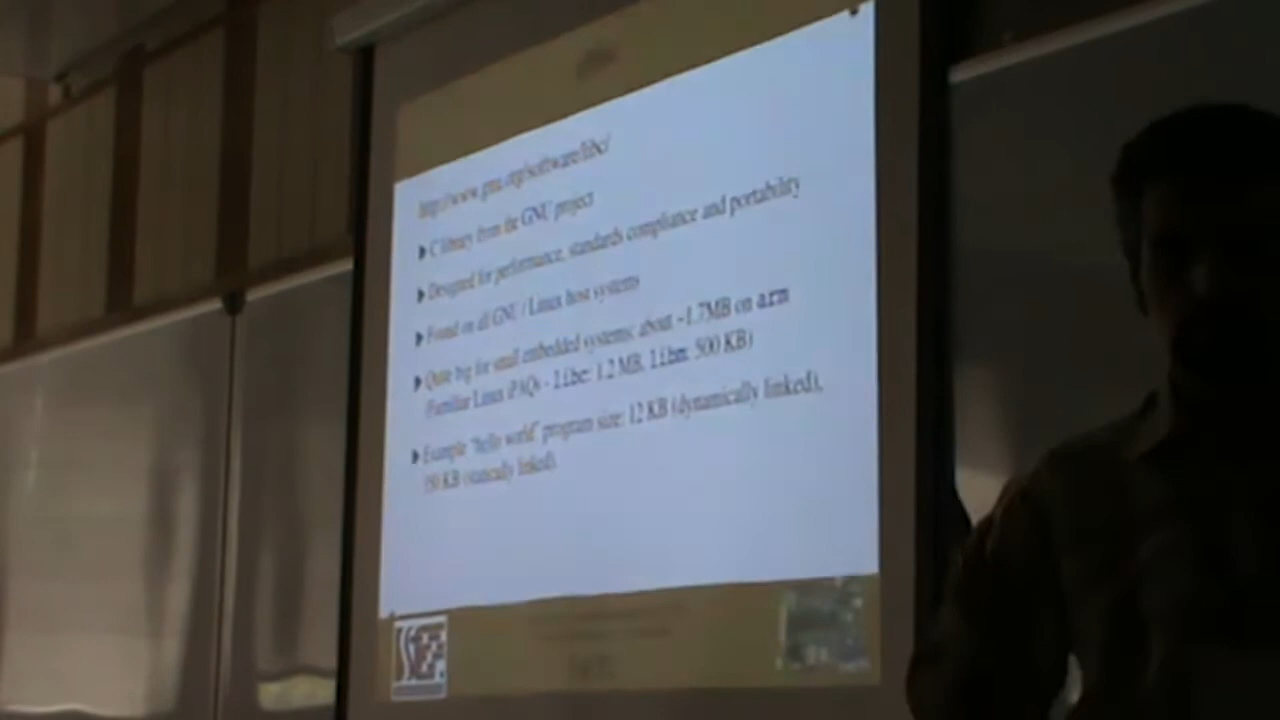 glibc
http://www.gnu.org/software/libc/
C library from the GNU project
Designed for performance, standards compliance and portability
Found on all GNU / Linux host systems
Quite big for small embedded systems: about ~1.7MB on arm
(Familiar Linux iPAQs - libc: 1.2 MB, libm: 500 KB)
Example "hello world" program size: 12 KB (dynamically linked),
KB (statically linked).